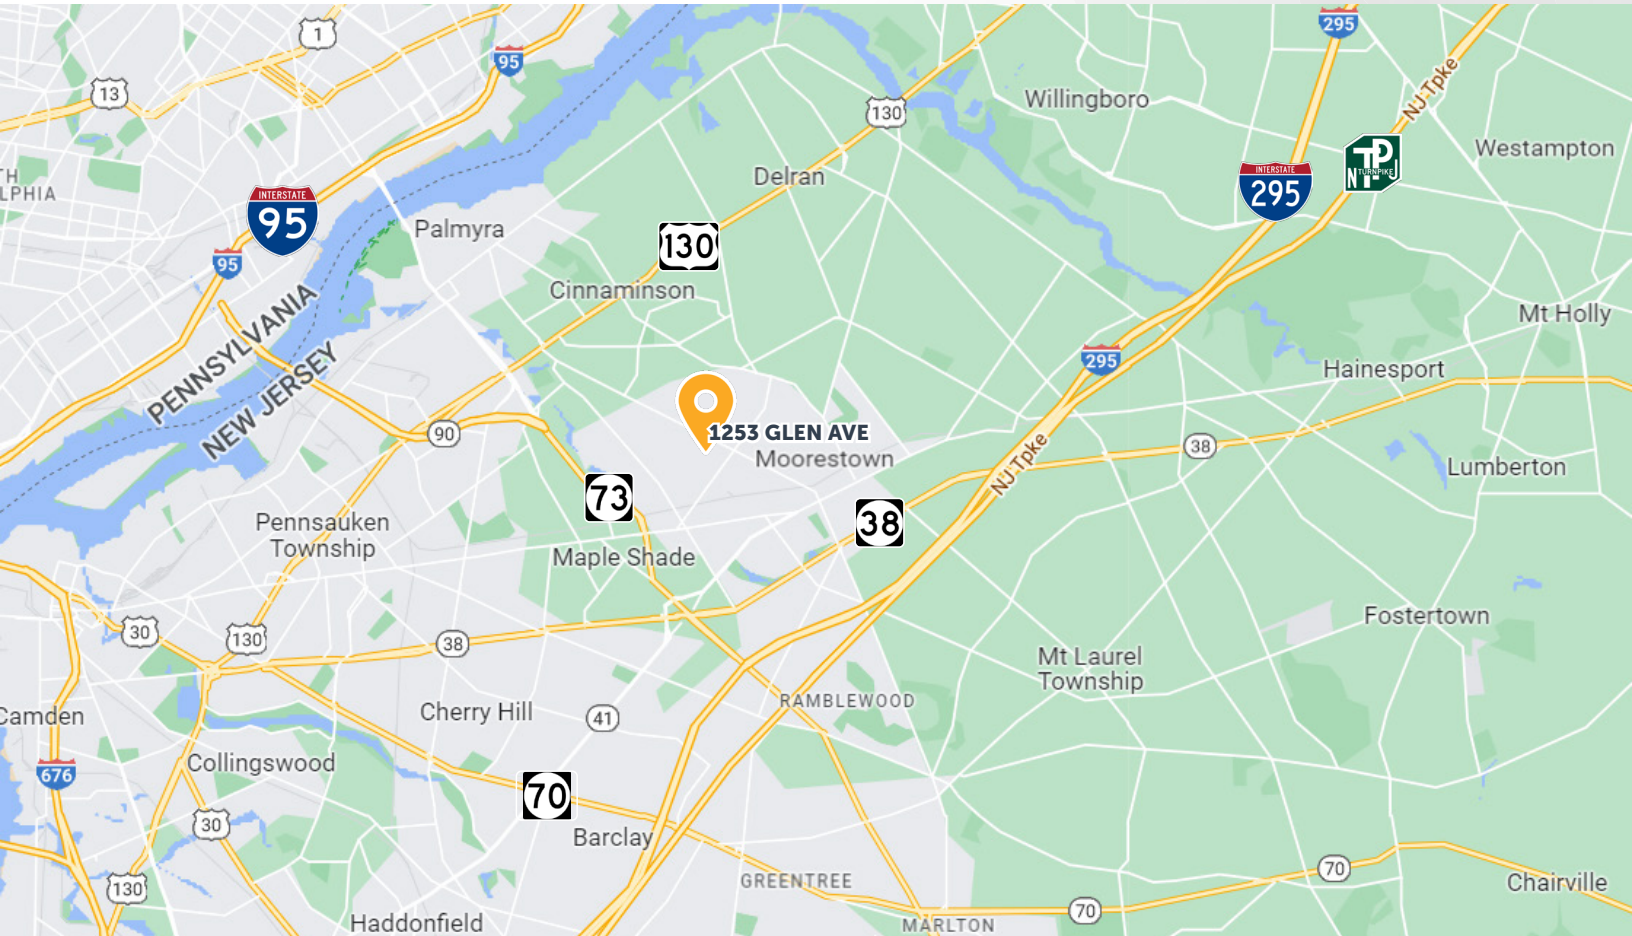 1
295
95
NJ Tpke
13
130
Willingboro
TP
NJ
TURNPIKE
Westampton
TH
LPHIA
INTERSTATE
95
Delran
INTERSTATE
295
Palmyra
130
95
Cinnaminson
PENNSYLVANIA
NEW JERSEY
Mt Holly
295
Hainesport
1253 GLEN AVE
90
Moorestown
NJ Tpke
38
Lumberton
73
38
Pennsauken
Township
Maple Shade
Fostertown
30
130
38
Mt Laurel
Township
RAMBLEWOOD
Camden
Cherry Hill
41
Collingswood
676
70
30
Barclay
70
GREENTREE
130
Chairville
70
Haddonfield
MARLTON